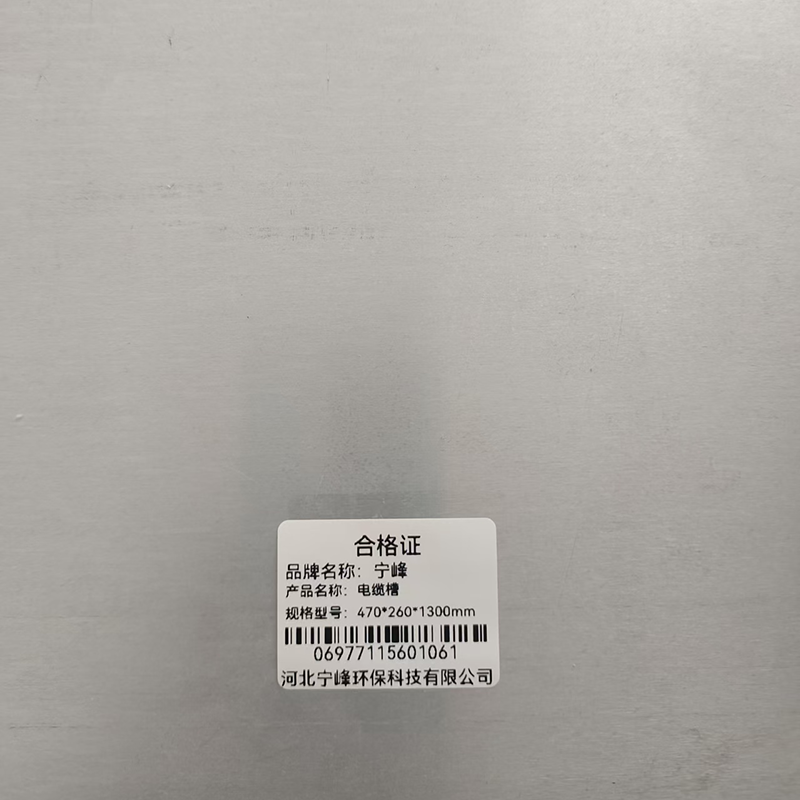 合格证
品牌名称：宁峰
产品名称：电缆槽
规格型号：470*260*1300mm
06977115601061
河北宁峰环保科技有限公司